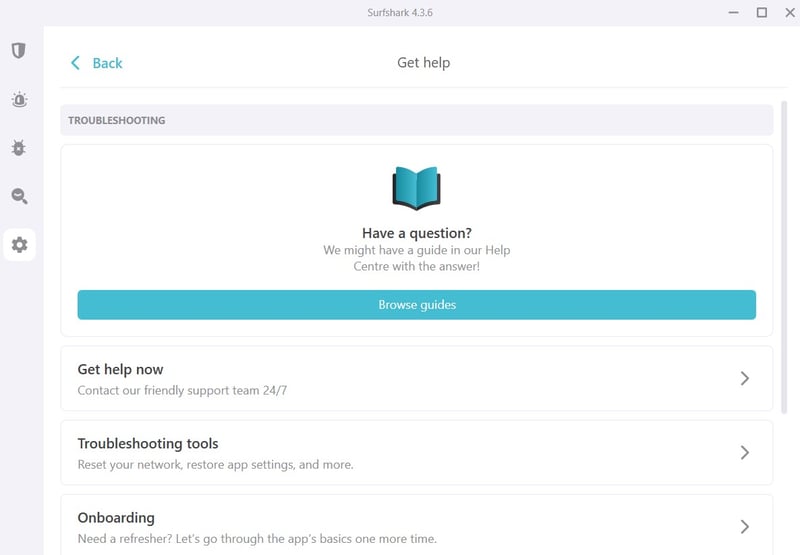 Surfshark 4.3.6
Back
Get help
TROUBLESHOOTING
Have a question?
We might have a guide in our Help
Centre with the answer!
Browse guides
Get help now
Contact our friendly support team 24/7
Troubleshooting tools
Reset your network, restore app settings, and more.
Onboarding
Need a refresher? Let's go through the app's basics one more time.